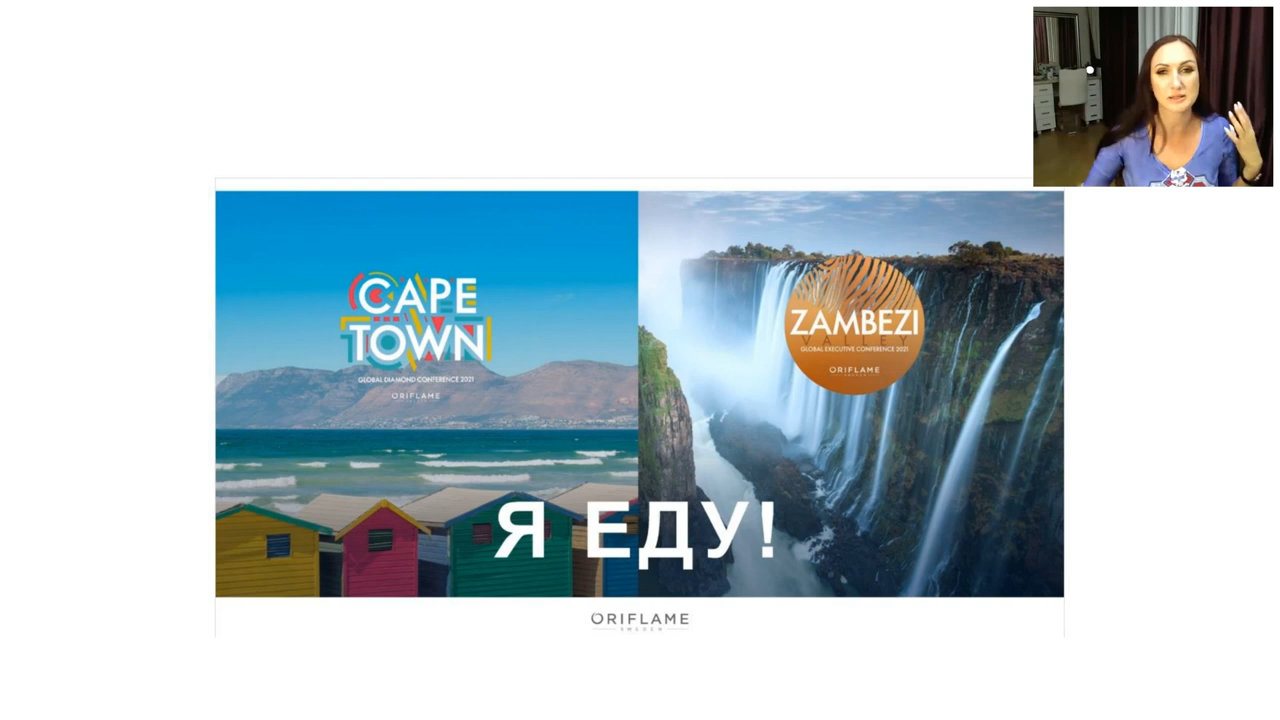 CAPE
TOWN
GLOBAL DIAMOND CONFERENCE 2021
ORIFLAME
ZAMBEZI
VALLEY
GLOBAL EXECUTIVE CONFERENCE 2021
ORIFLAME
Я ЕДУ!
ORIFLAME
SWEDEN